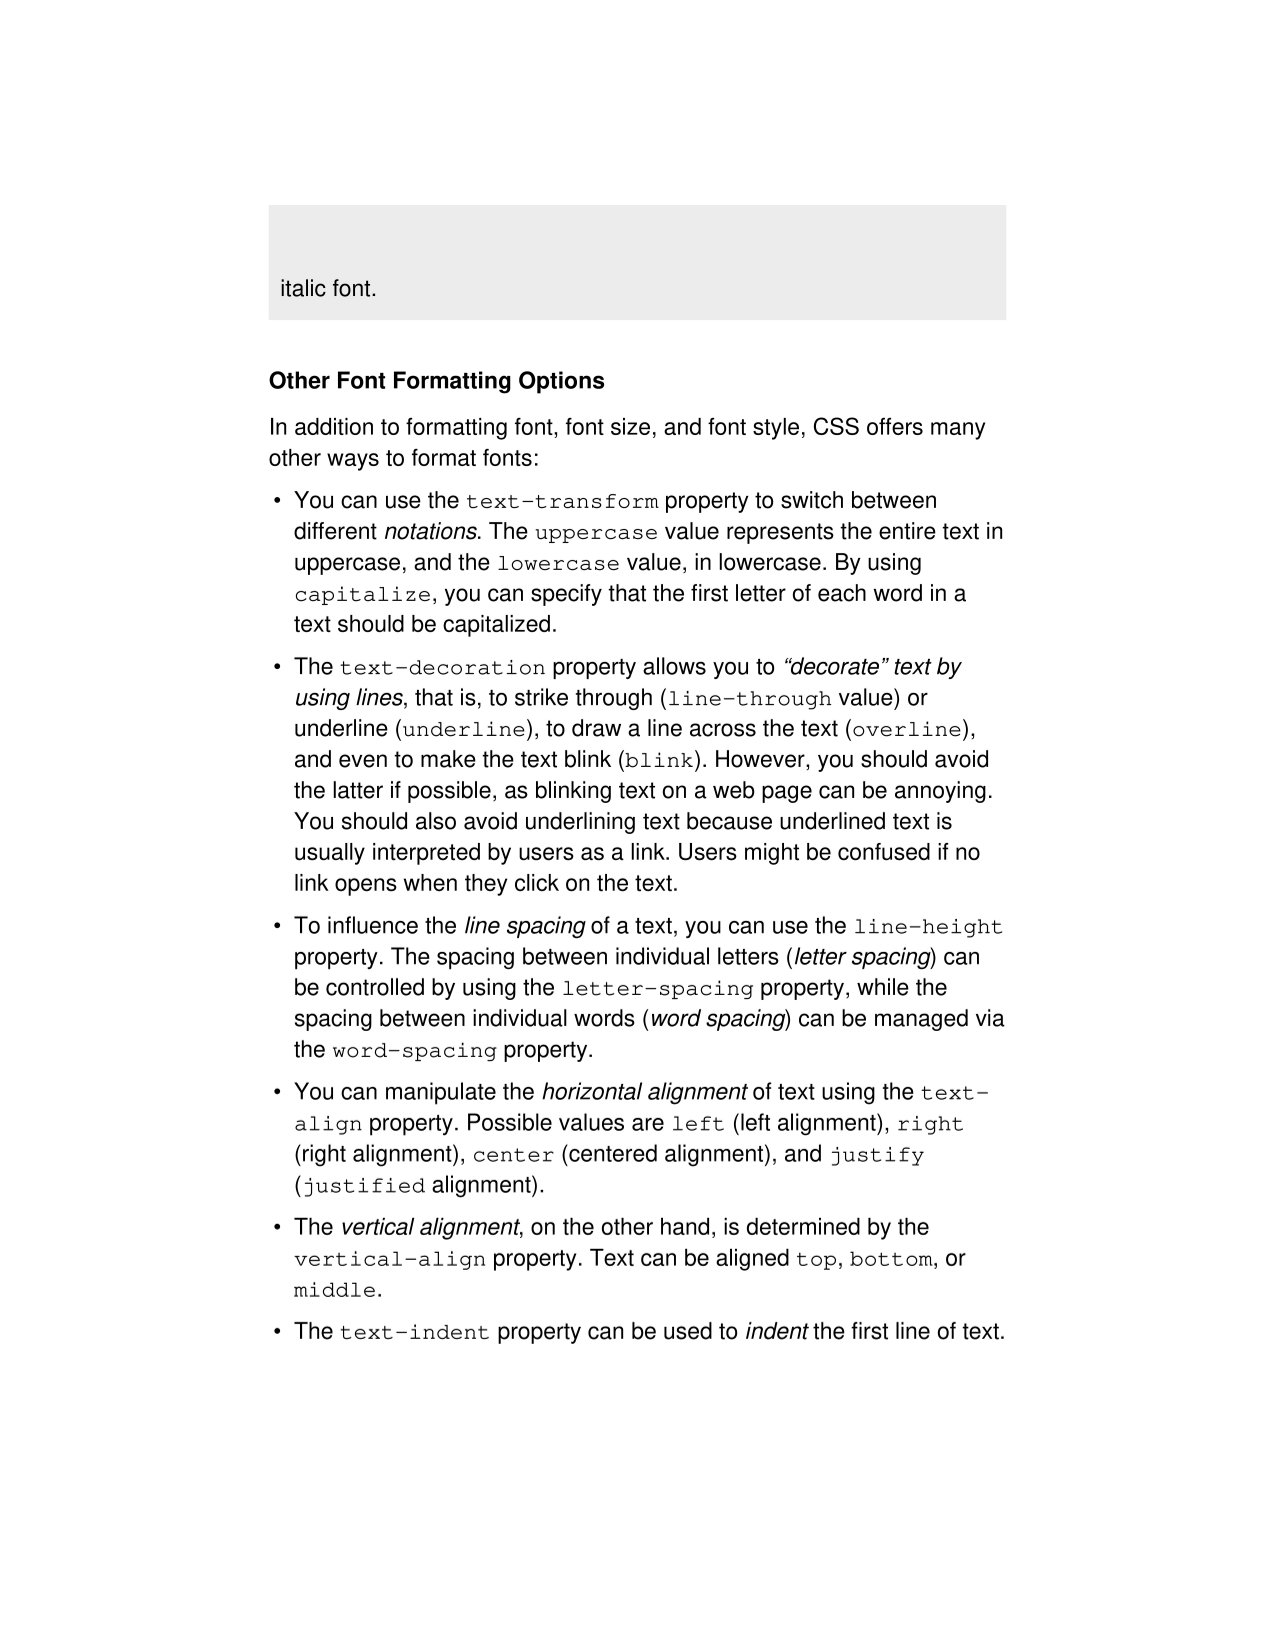 italic font.
Other Font Formatting Options
In addition to formatting font, font size, and font style, CSS offers many
other ways to format fonts:
• You can use the text-transform property to switch between
different notations. The uppercase value represents the entire text in
uppercase, and the lowercase value, in lowercase. By using
capitalize, you can specify that the first letter of each word in a
text should be capitalized.
• The text-decoration property allows you to “decorate” text by
using lines, that is, to strike through (line-through value) or
underline (underline), to draw a line across the text (overline),
and even to make the text blink (blink). However, you should avoid
the latter if possible, as blinking text on a web page can be annoying.
You should also avoid underlining text because underlined text is
usually interpreted by users as a link. Users might be confused if no
link opens when they click on the text.
• To influence the line spacing of a text, you can use the line-height
property. The spacing between individual letters (letter spacing) can
be controlled by using the letter-spacing property, while the
spacing between individual words (word spacing) can be managed via
the word-spacing property.
• You can manipulate the horizontal alignment of text using the text-
align property. Possible values are left (left alignment), right
(right alignment), center (centered alignment), and justify
(justified alignment).
• The vertical alignment, on the other hand, is determined by the
vertical-align property. Text can be aligned top, bottom, or
middle.
• The text-indent property can be used to indent the first line of text.